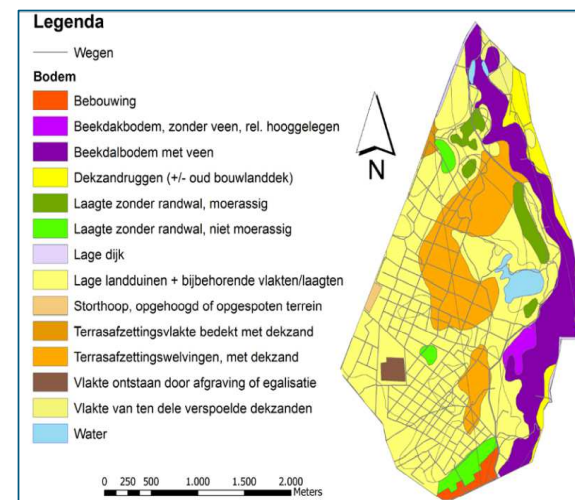 Legenda
Wegen
Bodem
Bebouwing
Beekdakbodem, zonder veen, rel. hooggelegen
Beekdalbodem met veen
Dekzandruggen (+/- oud bouwlanddek)
Laagte zonder randwal, moerassig
Laagte zonder randwal, niet moerassig
Lage dijk
Lage landduinen + bijbehorende vlakten/laagten
Storthoop, opgehoogd of opgespoten terrein
Terrasafzettingsvlakte bedekt met dekzand
Terrasafzettingswelvingen, met dekzand
Vlakte ontstaan door afgraving of egalisatie
Vlakte van ten dele verspoelde dekzanden
Water
N
0 250 500 1.000 1.500 2.000
Meters